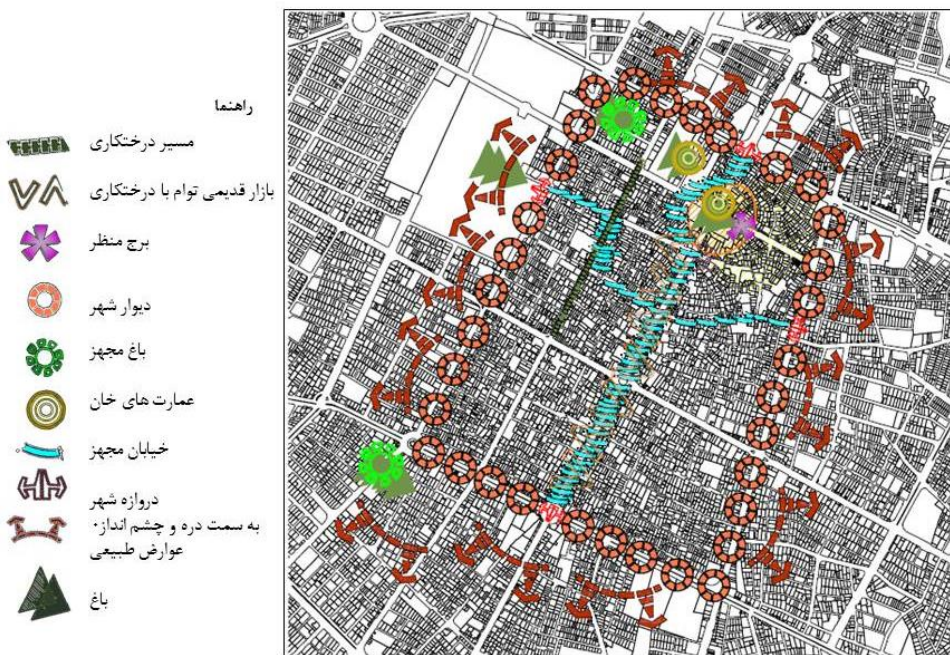 راهنما
مسیر درختکاری
بازار قدیمی توام با درختکاری
برج منظر
دیوار شهر
باغ مجهز
عمارت های خان
خیابان مجهز
دروازه شهر
به سمت دره و چشم انداز۰
عوارض طبیعی
باغ